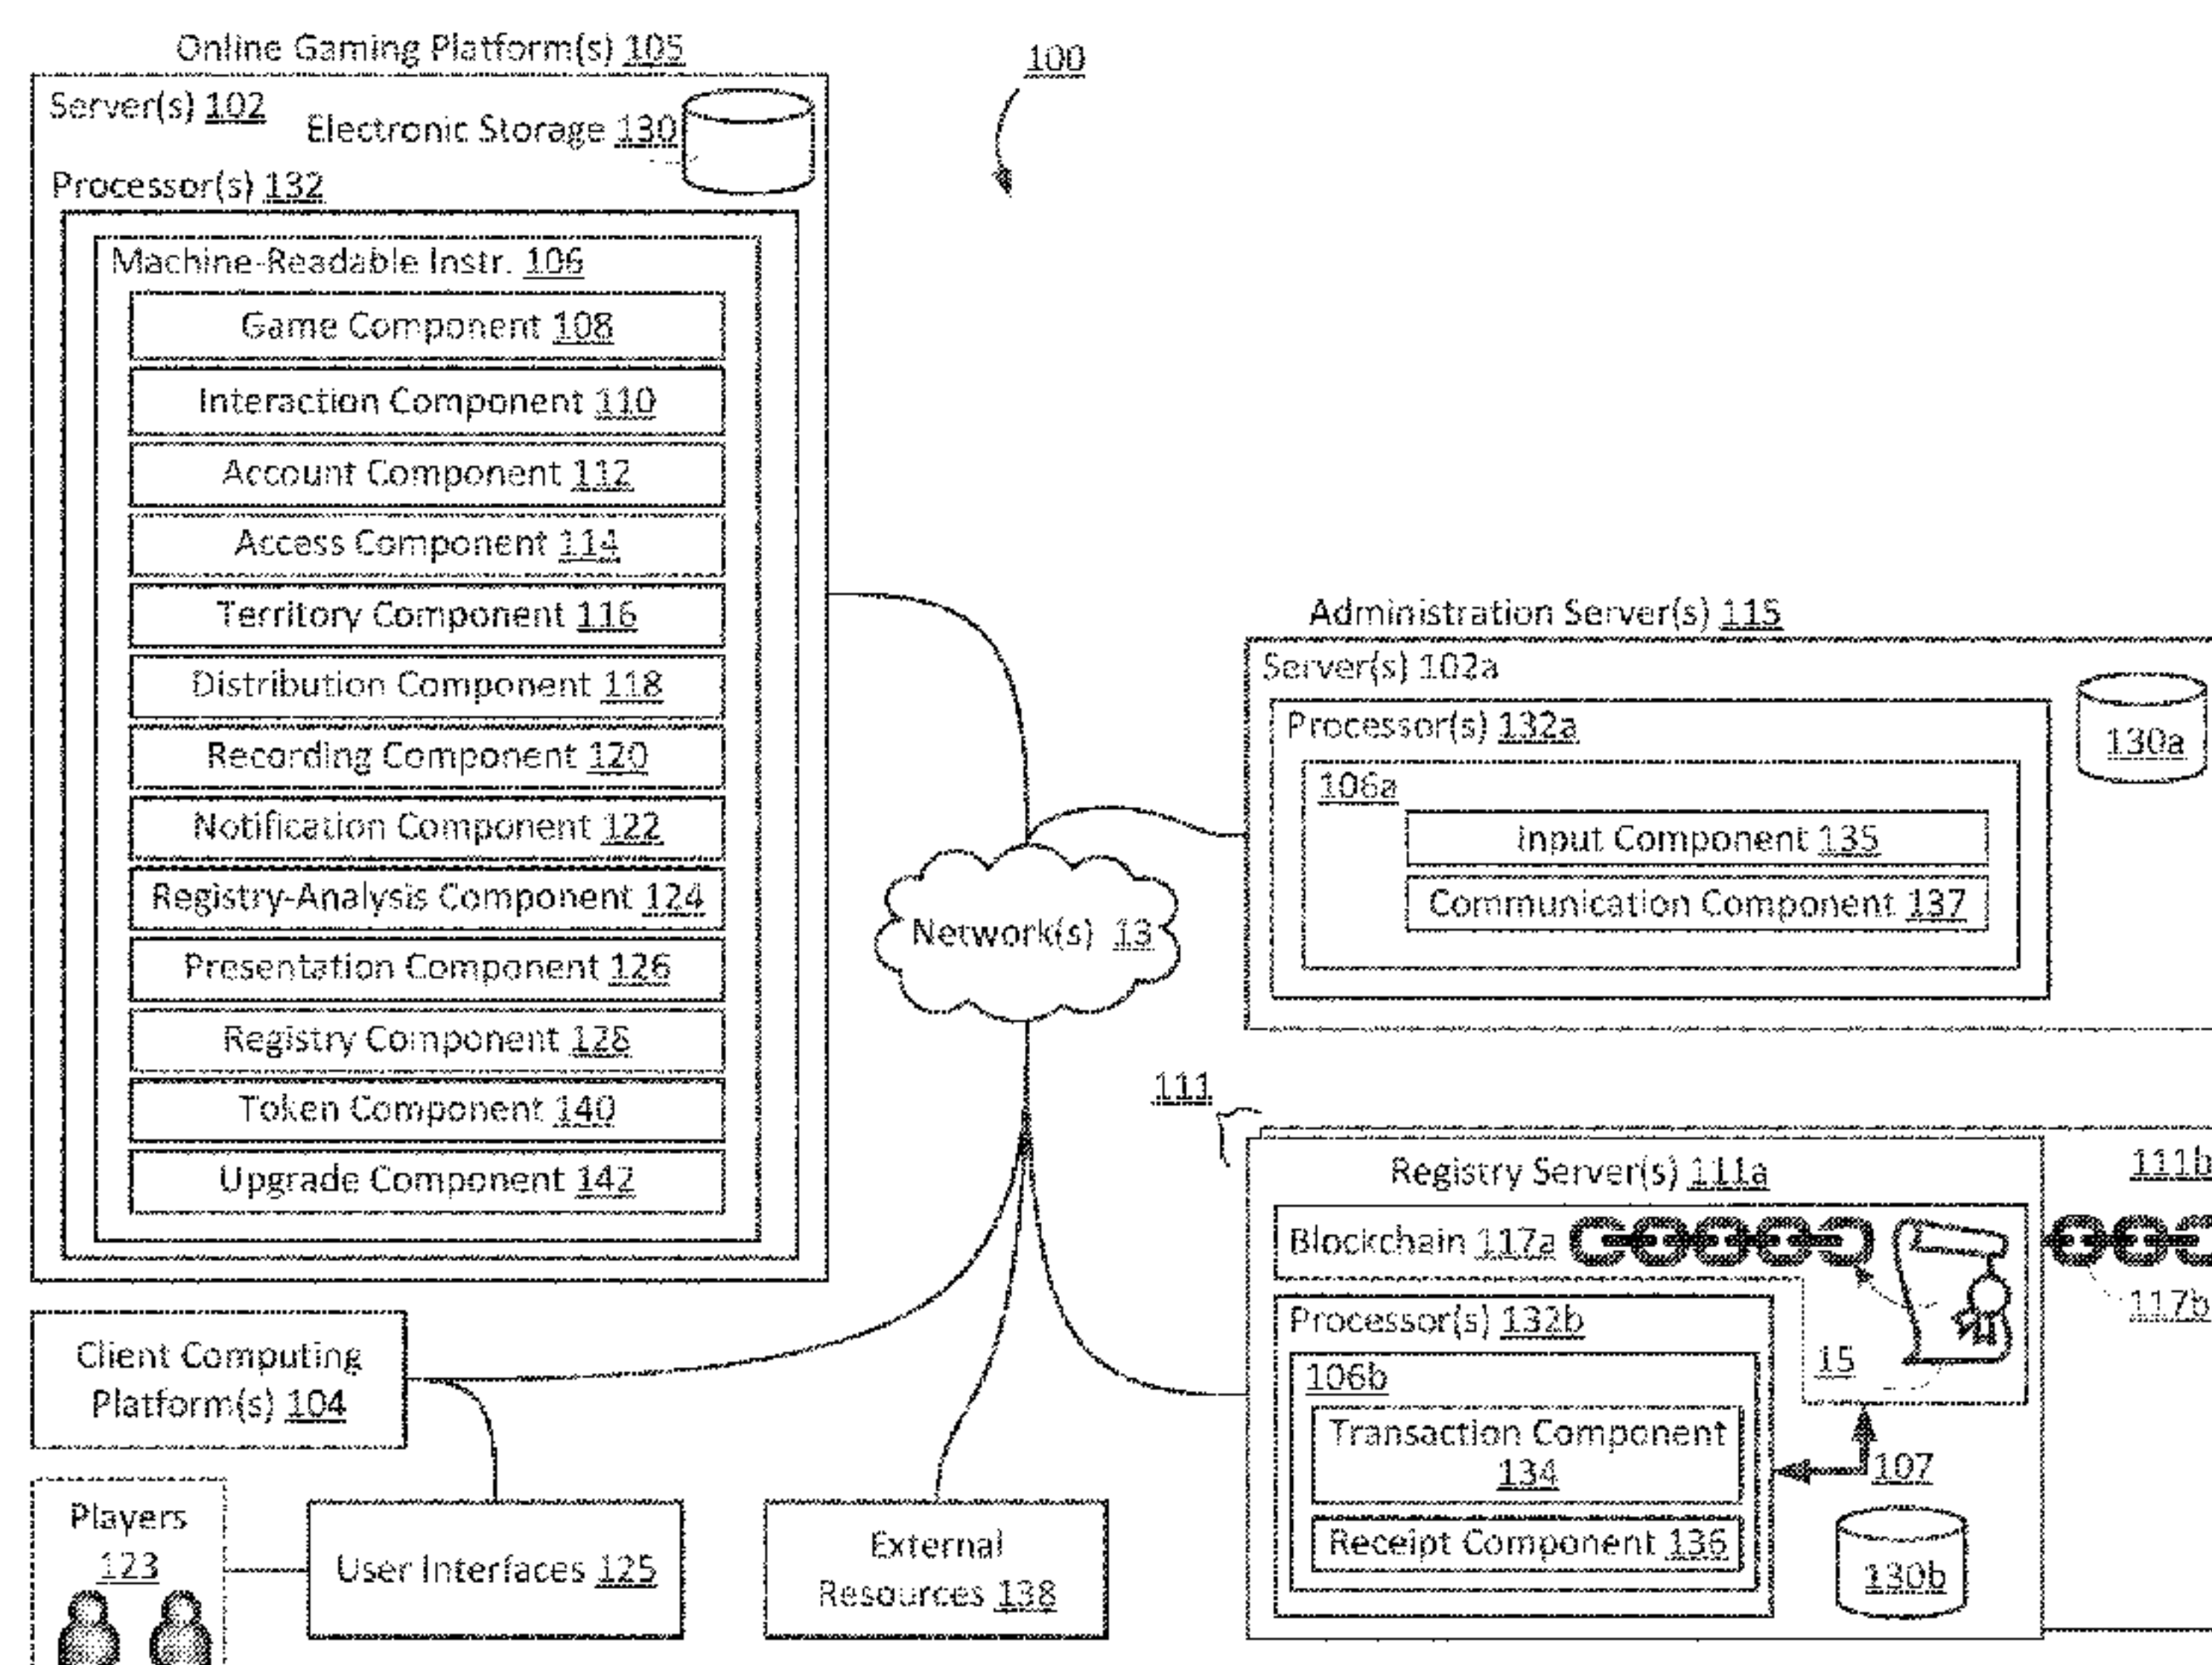 Online Gaming Platform(s) 105
100
Server(s) 102
Electronic Storage 130
Processor(s) 132
Machine-Readable Instr. 106
Game Component 108
Interaction Component 110
Account Component 112
Access Component 114
Territory Component 116
Distribution Component 118
Recording Component 120
Notification Component 122
Registry-Analysis Component 124
Presentation Component 126
Registry Component 128
Token Component 140
Upgrade Component 142
Network(s) 13
Administration Server(s) 115
Server(s) 102a
Processor(s) 132a
130a
106a
Input Component 135
Communication Component 137
111
Registry Server(s) 111a
111b
Blockchain 117a
117b
Processor(s) 132b
15
106b
Transaction Component
134
107
Receipt Component 136
130b
Client Computing
Platform(s) 104
Players
123
User Interfaces 125
External
Resources 138